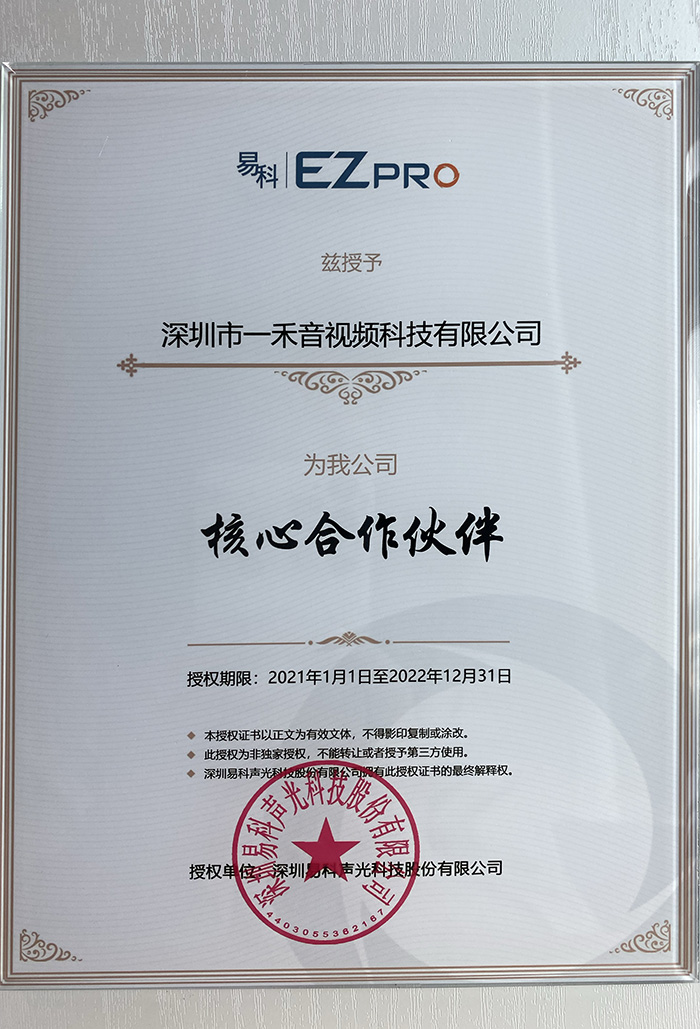 易科 EZPRO
兹授予
深圳市一禾音视频科技有限公司
为我公司
核心合作伙伴
授权期限：2021年1月1日至2022年12月31日
◆ 本授权证书以正文为有效文体，不得影印复制或涂改。
◆ 此授权为非独家授权，不能转让或者授予第三方使用。
◆ 深圳易科声光科技股份有限公司拥有此授权证书的最终解释权。
授权单位：深圳易科声光科技股份有限公司
深圳易科声光科技股份有限公司
4403055362167